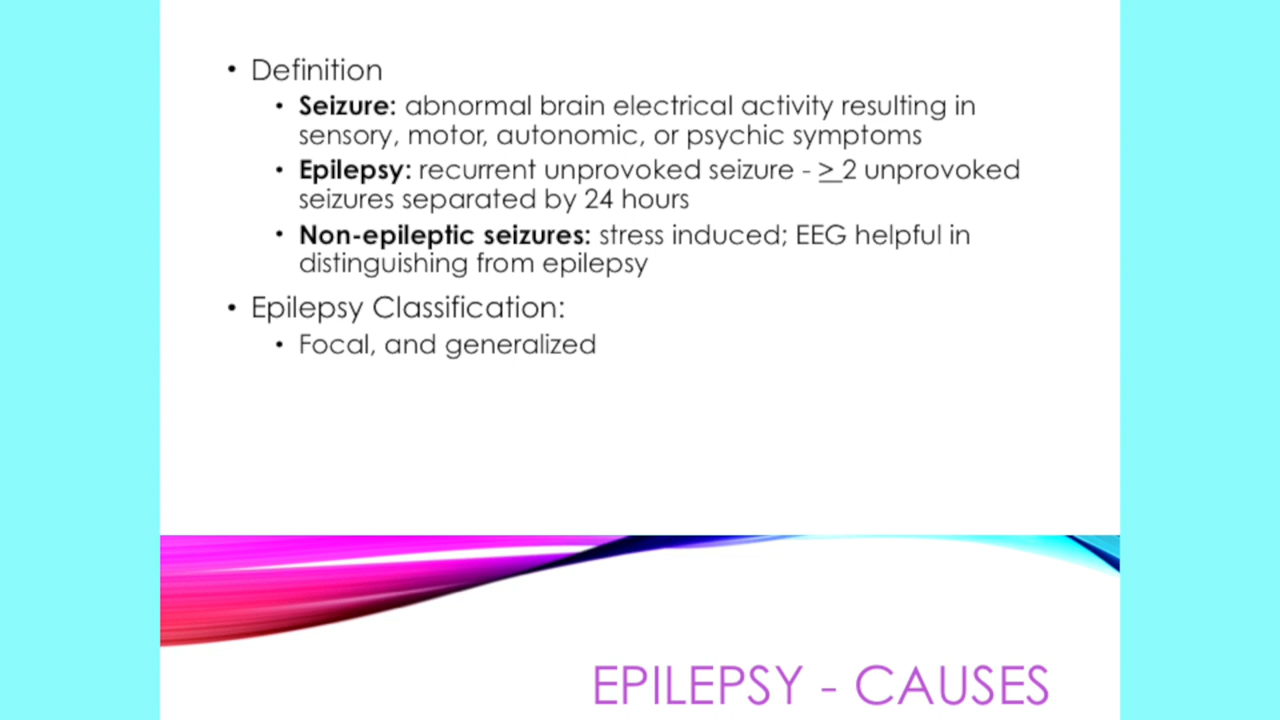 • Definition
• Seizure: abnormal brain electrical activity resulting in
sensory, motor, autonomic, or psychic symptoms
• Epilepsy: recurrent unprovoked seizure - > 2 unprovoked
seizures separated by 24 hours
• Non-epileptic seizures: stress induced; EEG helpful in
distinguishing from epilepsy
• Epilepsy Classification:
• Focal, and generalized
EPILEPSY - CAUSES